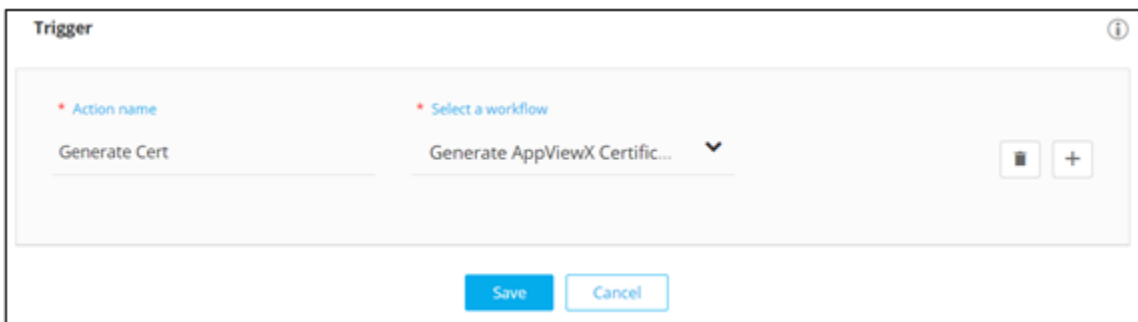 Trigger
* Action name
* Select a workflow
Generate Cert
Generate AppViewX Certific...
Save
Cancel